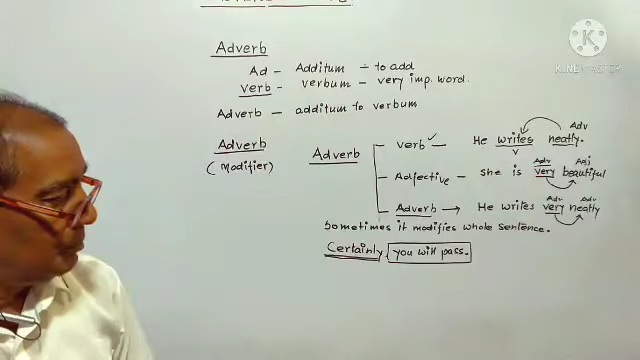 Adverb
Ad - Additum ÷ to add
verb - verbum - very imp. word.
Adverb - additum to verbum
Adverb
(Modifier)
Adverb
verb ✓ - He writes neatly.
Adv
V
Adjective - she is very beautiful
Adv Adj
Adverb → He writes very neatly
Adv Adv
Sometimes it modifies whole sentence.
Certainly, you will pass.
KINEMASTER